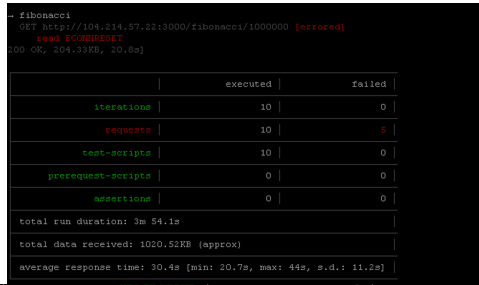 → fibonacci
GET http://104.214.57.22:3000/fibonacci/1000000 [errored]
read ECONNRESET
200 OK, 204.33KB, 20.8s]
executed | failed |
iterations | 10 | 0 |
requests | 10 | 5 |
test-scripts | 10 | 0 |
prerequest-scripts | 0 | 0 |
assertions | 0 | 0 |
total run duration: 3m 54.1s
total data received: 1020.52KB (approx)
average response time: 30.4s [min: 20.7s, max: 44s, s.d.: 11.2s]